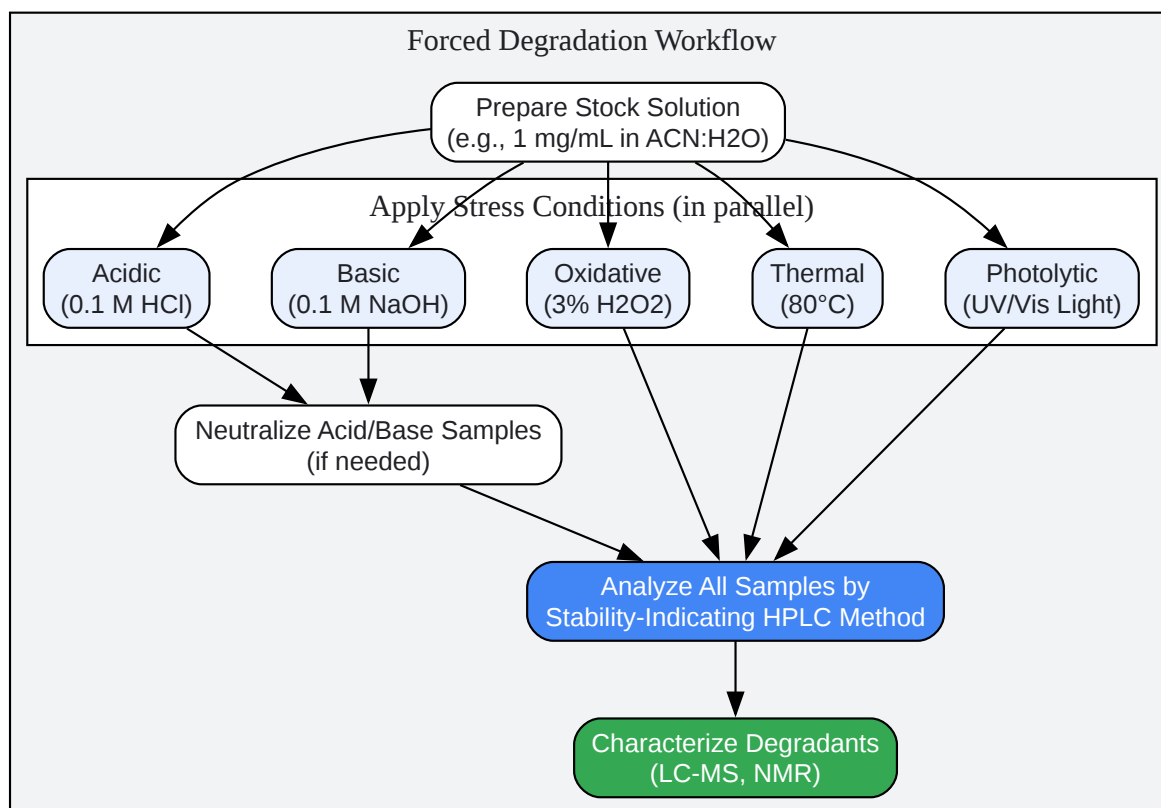 Forced Degradation Workflow
Prepare Stock Solution
(e.g., 1 mg/mL in ACN:H2O)
Apply Stress Conditions (in parallel)
Acidic
(0.1 M HCl)
Basic
(0.1 M NaOH)
Oxidative
(3% H2O2)
Thermal
(80°C)
Photolytic
(UV/Vis Light)
Neutralize Acid/Base Samples
(if needed)
Analyze All Samples by
Stability-Indicating HPLC Method
Characterize Degradants
(LC-MS, NMR)